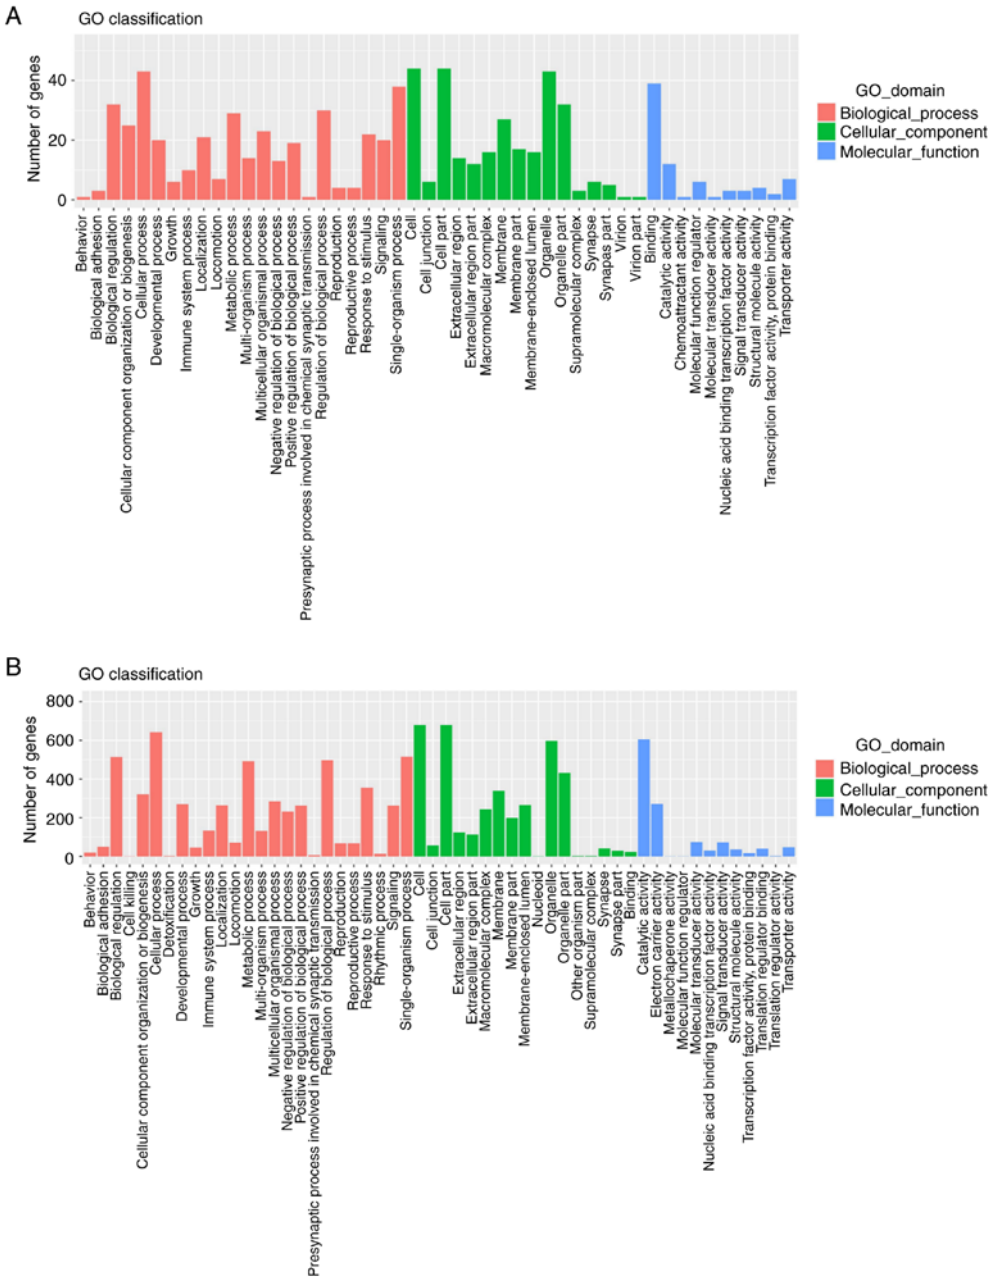 A
GO classification
Number of genes
40
20
0
GO_domain
Biological_process
Cellular_component
Molecular_function
Behavior
Biological adhesion
Biological regulation
Cellular component organization or biogenesis
Cellular process
Developmental process
Growth
Immune system process
Localization
Locomotion
Metabolic process
Multi-organism process
Multicellular organismal process
Negative regulation of biological process
Positive regulation of biological process
Presynaptic process involved in chemical synaptic transmission
Regulation of biological process
Reproduction
Reproductive process
Response to stimulus
Signaling
Single-organism process
Cell
Cell junction
Cell part
Extracellular region
Extracellular region part
Macromolecular complex
Membrane
Membrane part
Membrane-enclosed lumen
Organelle
Organelle part
Supramolecular complex
Synapse
Synapas part
Virion
Virion part
Binding
Catalytic activity
Chemoattractant activity
Molecular function regulator
Molecular transducer activity
Nucleic acid binding transcription factor activity
Signal transducer activity
Structural molecule activity
Transcription factor activity, protein binding
Transporter activity
B
GO classification
Number of genes
800
600
400
200
0
GO_domain
Biological_process
Cellular_component
Molecular_function
Behavior
Biological adhesion
Biological regulation
Cell killing
Cellular component organization or biogenesis
Cellular process
Detoxification
Developmental process
Growth
Immune system process
Localization
Locomotion
Metabolic process
Multi-organism process
Multicellular organismal process
Negative regulation of biological process
Positive regulation of biological process
Presynaptic process involved in chemical synaptic transmission
Regulation of biological process
Reproduction
Reproductive process
Response to stimulus
Rhythmic process
Signaling
Single-organism process
Cell
Cell junction
Cell part
Extracellular region
Extracellular region part
Macromolecular complex
Membrane
Membrane part
Membrane-enclosed lumen
Nucleoid
Organelle
Organelle part
Other organism part
Supramolecular complex
Synapse
Synapse part
Binding
Catalytic activity
Electron carrier activity
Metallochaperone activity
Molecular function regulator
Molecular transducer activity
Nucleic acid binding transcription factor activity
Signal transducer activity
Structural molecule activity
Transcription factor activity, protein binding
Translation regulator binding
Translation regulator activity
Transporter activity